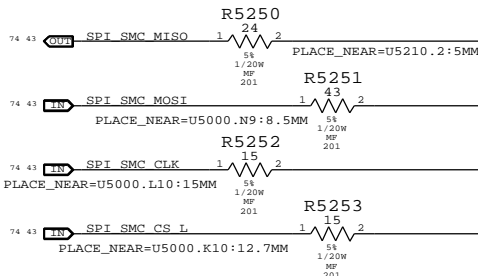 R5250
24
74 43 OUT SPI_SMC_MISO 1 2
5%
1/20W
MF
201
PLACE_NEAR=U5210.2:5MM
R5251
43
74 43 IN SPI_SMC_MOSI 1 2
5%
1/20W
MF
201
PLACE_NEAR=U5000.N9:8.5MM
R5252
15
74 43 IN SPI_SMC_CLK 1 2
5%
1/20W
MF
201
PLACE_NEAR=U5000.L10:15MM
R5253
15
74 43 IN SPI_SMC_CS_L 1 2
5%
1/20W
MF
201
PLACE_NEAR=U5000.K10:12.7MM